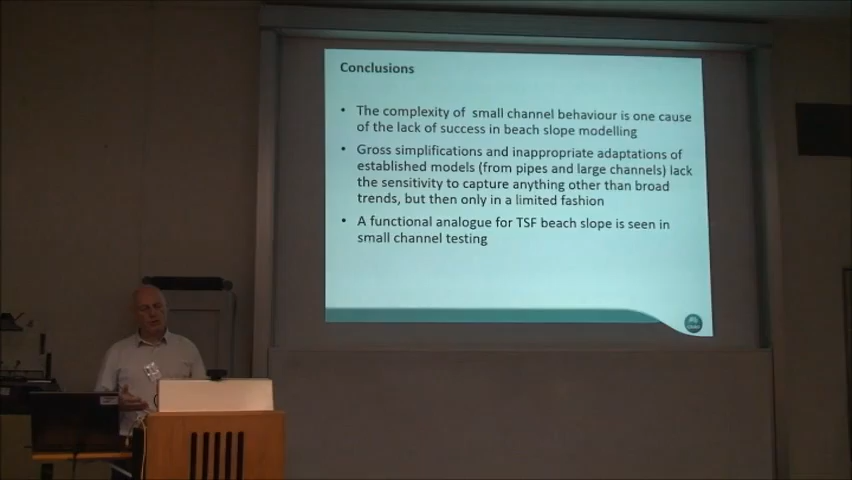 Conclusions
• The complexity of small channel behaviour is one cause
of the lack of success in beach slope modelling
• Gross simplifications and inappropriate adaptations of
established models (from pipes and large channels) lack
the sensitivity to capture anything other than broad
trends, but then only in a limited fashion
• A functional analogue for TSF beach slope is seen in
small channel testing